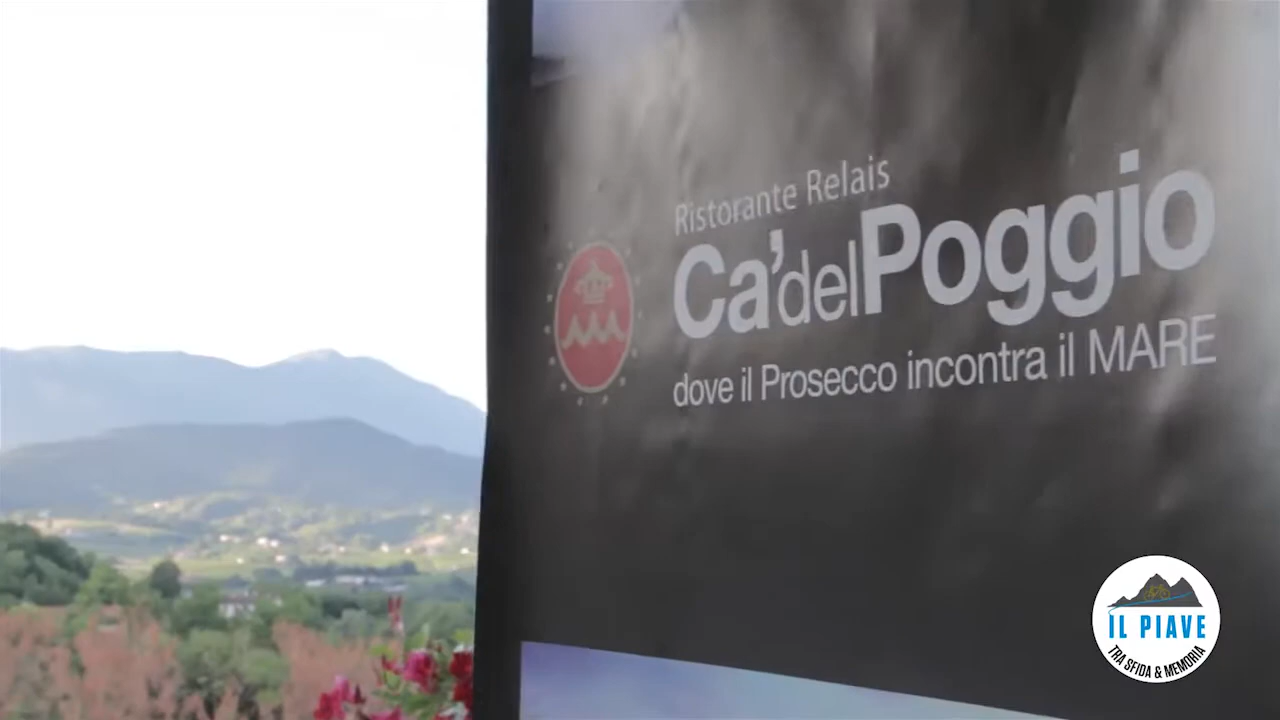 Ristorante Relais
Ca'delPoggio
dove il Prosecco incontra il MARE
IL PIAVE
TRA SFIDA & MEMORIA